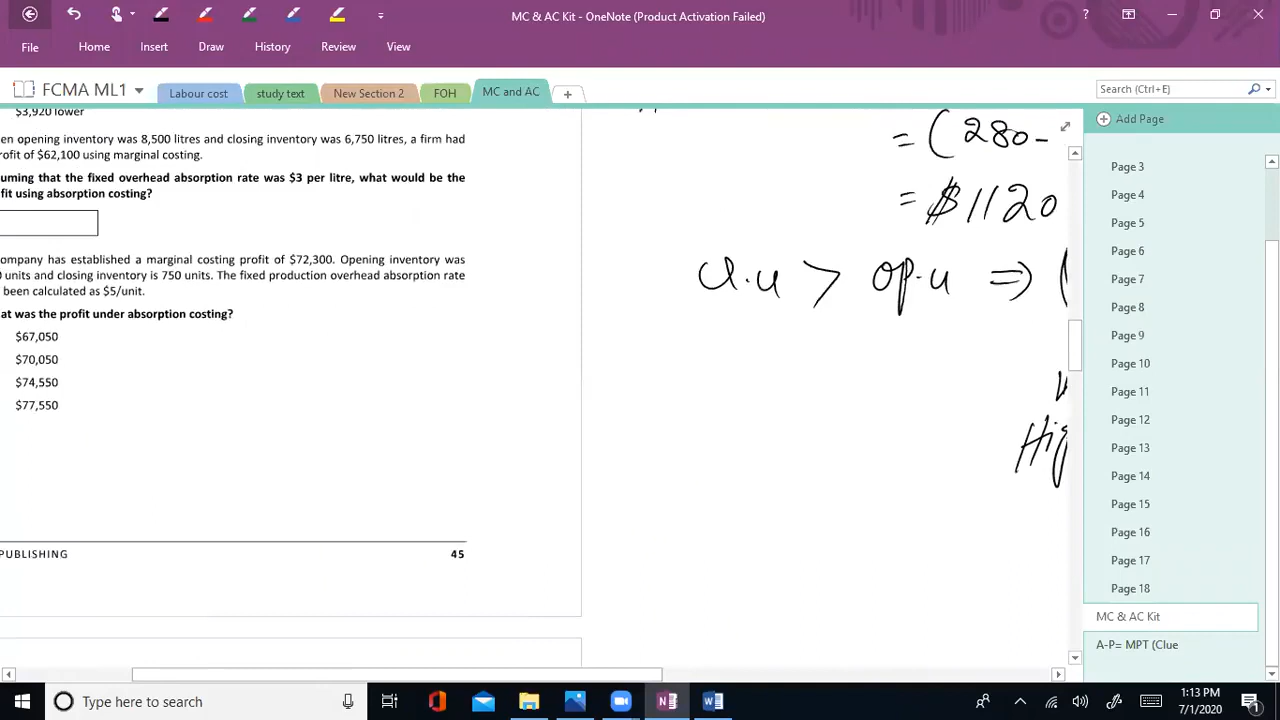 MC & AC Kit - OneNote (Product Activation Failed)
?
File
Home
Insert
Draw
History
Review
View
FCMA ML1
Labour cost
study text
New Section 2
FOH
MC and AC
+
Search (Ctrl+E)
$3,920 lower
en opening inventory was 8,500 litres and closing inventory was 6,750 litres, a firm had
rofit of $62,100 using marginal costing.
suming that the fixed overhead absorption rate was $3 per litre, what would be the
fit using absorption costing?
ompany has established a marginal costing profit of $72,300. Opening inventory was
0 units and closing inventory is 750 units. The fixed production overhead absorption rate
been calculated as $5/unit.
at was the profit under absorption costing?
$67,050
$70,050
$74,550
$77,550
PUBLISHING
45
= (280-
= $1120
Cl.u > op.u => (
Hig
Add Page
Page 3
Page 4
Page 5
Page 6
Page 7
Page 8
Page 9
Page 10
Page 11
Page 12
Page 13
Page 14
Page 15
Page 16
Page 17
Page 18
MC & AC Kit
A-P= MPT (Clue
Type here to search
1:13 PM
7/1/2020
1